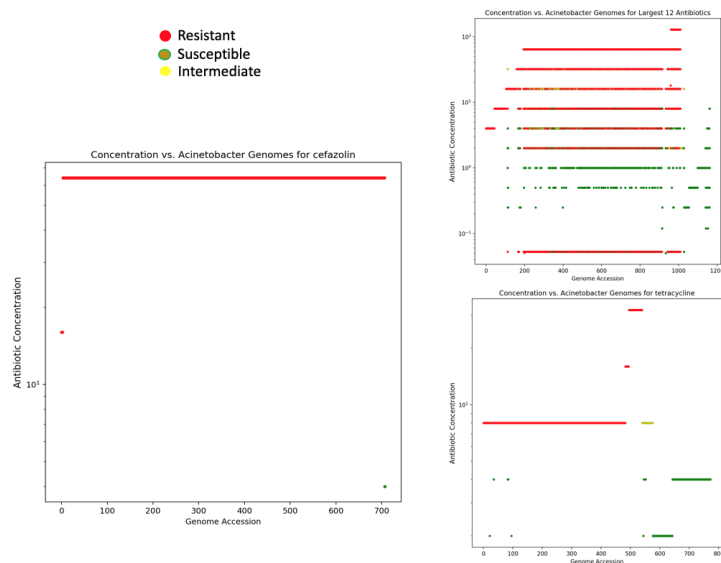 Resistant
Susceptible
Intermediate
Concentration vs. Acinetobacter Genomes for cefazolin
Antibiotic Concentration
10¹
0 100 200 300 400 500 600 700
Genome Accession
Concentration vs. Acinetobacter Genomes for Largest 12 Antibiotics
Antibiotic Concentration
10²
10¹
10⁰
10⁻¹
0 200 400 600 800 1000 1200
Genome Accession
Concentration vs. Acinetobacter Genomes for tetracycline
Antibiotic Concentration
10¹
0 100 200 300 400 500 600 700 800
Genome Accession